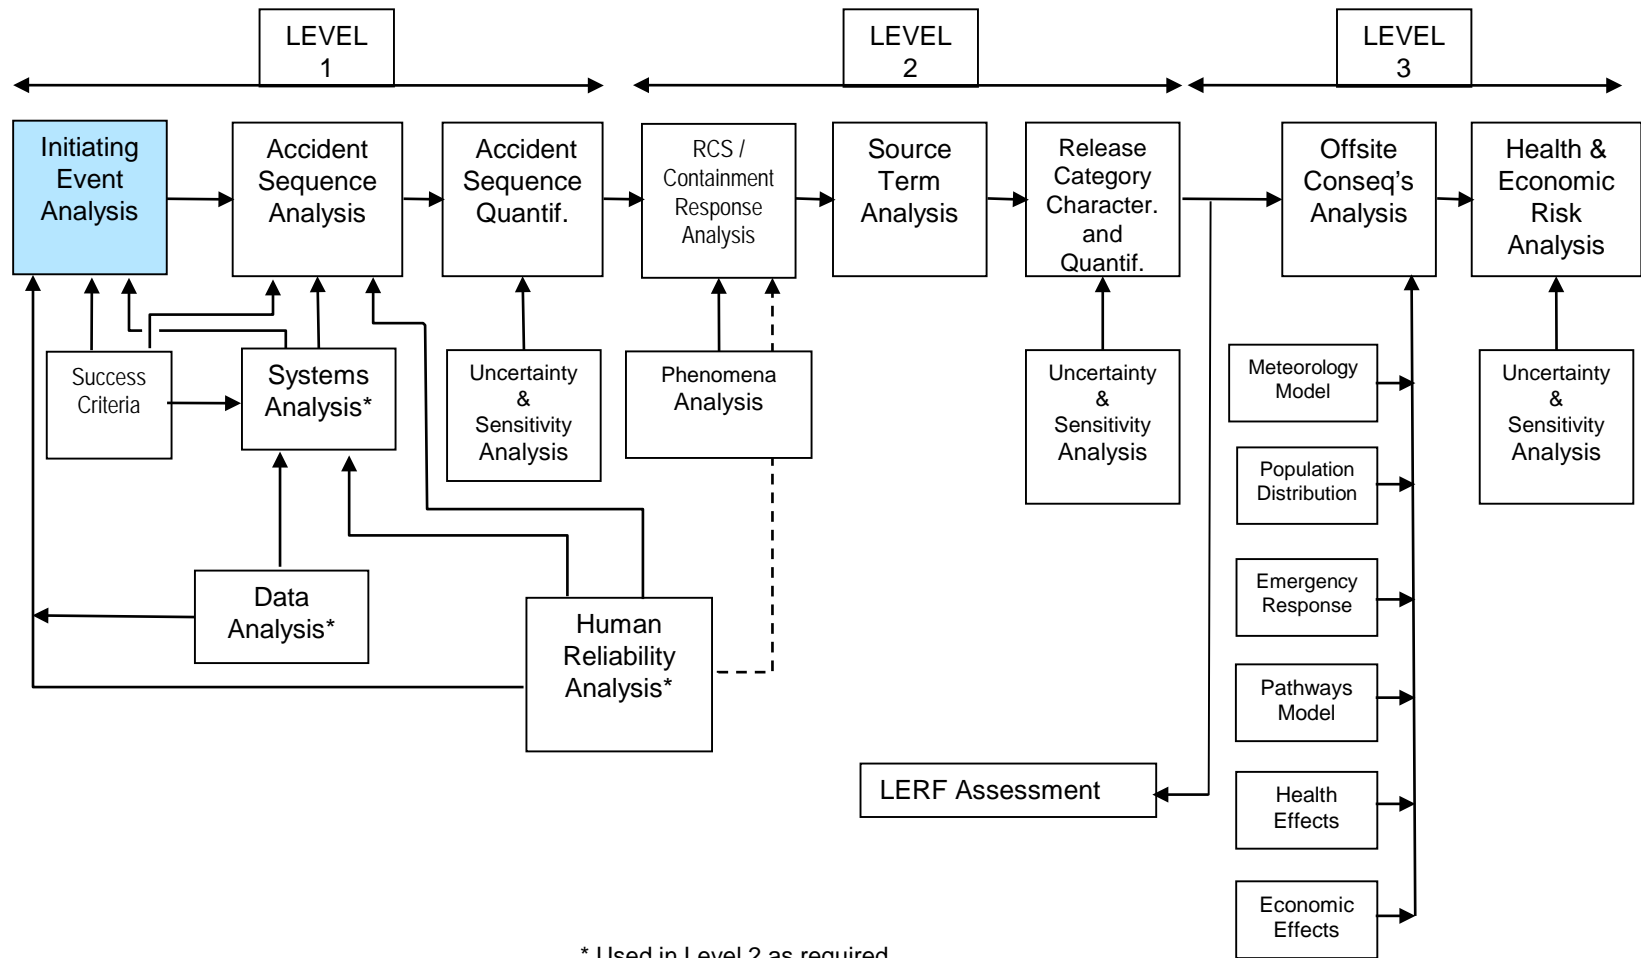 LEVEL
1
LEVEL
2
LEVEL
3
Initiating
Event
Analysis
Accident
Sequence
Analysis
Accident
Sequence
Quantif.
RCS /
Containment
Response
Analysis
Source
Term
Analysis
Release
Category
Character.
and
Quantif.
Offsite
Conseq's
Analysis
Health &
Economic
Risk
Analysis
Success
Criteria
Systems
Analysis*
Uncertainty
&
Sensitivity
Analysis
Phenomena
Analysis
Uncertainty
&
Sensitivity
Analysis
Meteorology
Model
Uncertainty
&
Sensitivity
Analysis
Population
Distribution
Data
Analysis*
Human
Reliability
Analysis*
Emergency
Response
Pathways
Model
LERF Assessment
Health
Effects
Economic
Effects
* Used in Level 2 as required